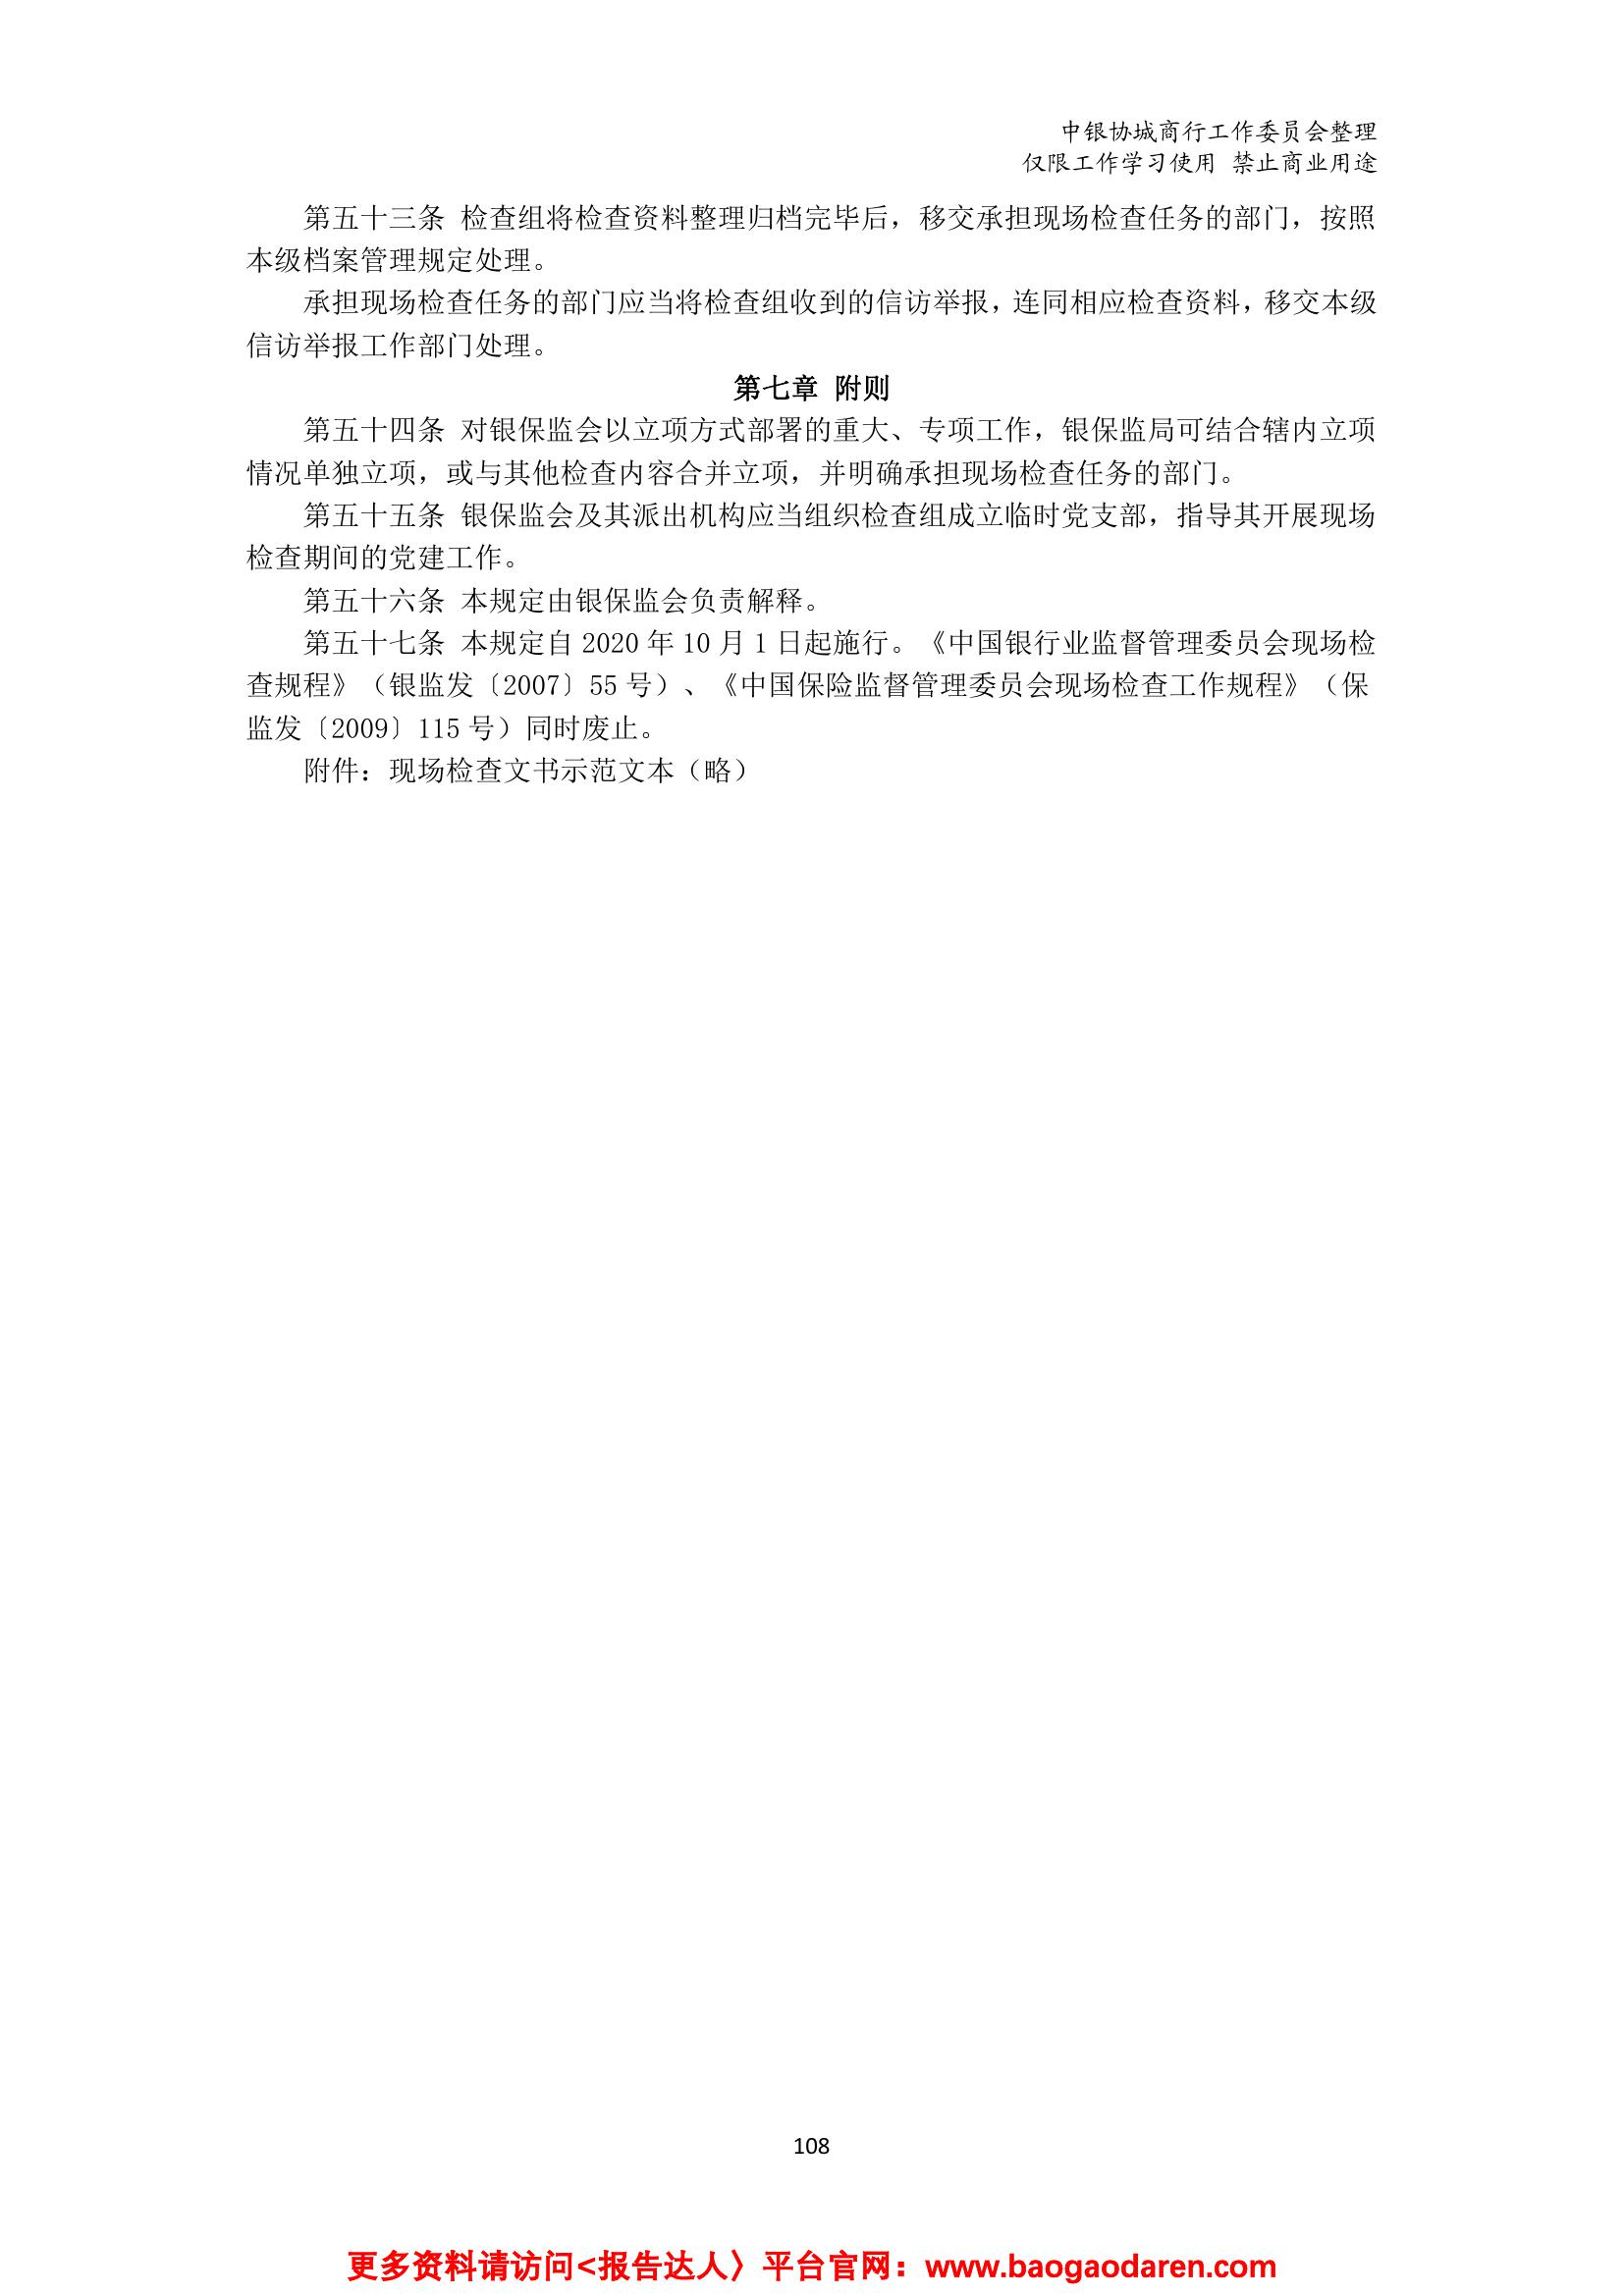 中银协城商行工作委员会整理
仅限工作学习使用 禁止商业用途
第五十三条 检查组将检查资料整理归档完毕后，移交承担现场检查任务的部门，按照
本级档案管理规定处理。
承担现场检查任务的部门应当将检查组收到的信访举报，连同相应检查资料，移交本级
信访举报工作部门处理。
第七章 附则
第五十四条 对银保监会以立项方式部署的重大、专项工作，银保监局可结合辖内立项
情况单独立项，或与其他检查内容合并立项，并明确承担现场检查任务的部门。
第五十五条 银保监会及其派出机构应当组织检查组成立临时党支部，指导其开展现场
检查期间的党建工作。
第五十六条 本规定由银保监会负责解释。
第五十七条 本规定自 2020 年 10 月 1 日起施行。《中国银行业监督管理委员会现场检
查规程》（银监发〔2007〕55 号）、《中国保险监督管理委员会现场检查工作规程》（保
监发〔2009〕115 号）同时废止。
附件：现场检查文书示范文本（略）
108
更多资料请访问<报告达人〉平台官网：www.baogaodaren.com